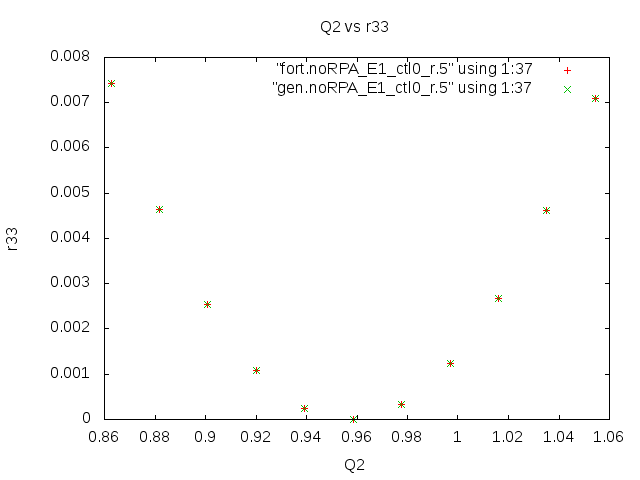 Q2 vs r33
"fort.noRPA_E1_ctl0_r.5" using 1:37
"gen.noRPA_E1_ctl0_r.5" using 1:37
0.008
0.007
0.006
0.005
0.004
0.003
0.002
0.001
0
r33
0.86 0.88 0.9 0.92 0.94 0.96 0.98 1 1.02 1.04 1.06
Q2